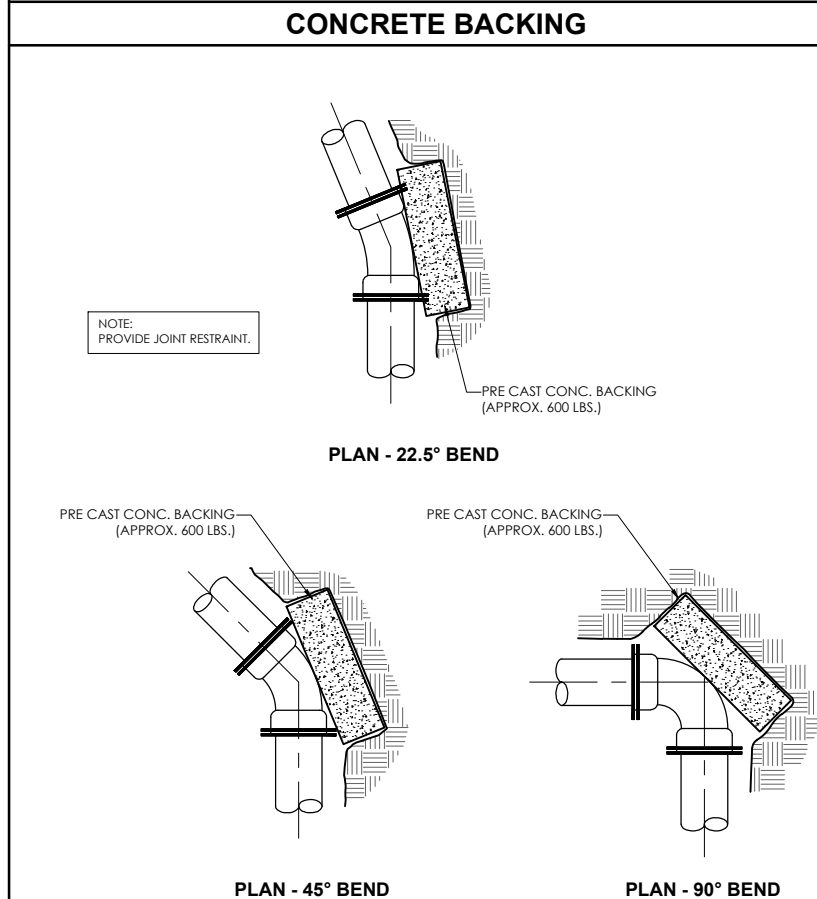 CONCRETE BACKING
NOTE:
PROVIDE JOINT RESTRAINT.
PRE CAST CONC. BACKING
(APPROX. 600 LBS.)
PLAN - 22.5° BEND
PRE CAST CONC. BACKING
(APPROX. 600 LBS.)
PRE CAST CONC. BACKING
(APPROX. 600 LBS.)
PLAN - 45° BEND
PLAN - 90° BEND